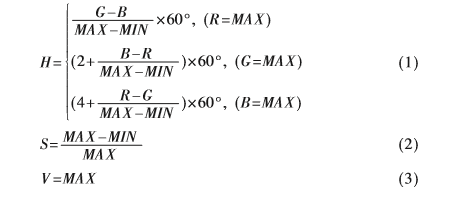 H= { (G−B)/(MAX−MIN) ×60°, (R=MAX)
(2+ (B−R)/(MAX−MIN) )×60°, (G=MAX) (1)
(4+ (R−G)/(MAX−MIN) )×60°, (B=MAX)
S= (MAX−MIN)/MAX (2)
V=MAX (3)